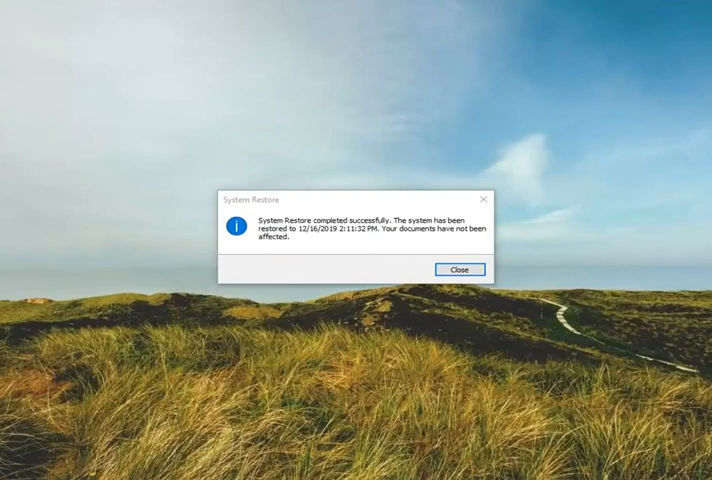 System Restore
System Restore completed successfully. The system has been
restored to 12/16/2019 2:11:32 PM. Your documents have not been
affected.
Close